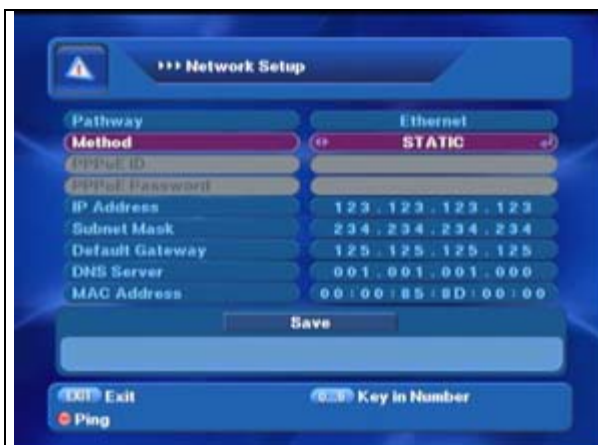 ▸▸▸ Network Setup
Pathway Ethernet
Method STATIC
PPPoE ID
PPPoE Password
IP Address 123 . 123 . 123 . 123
Subnet Mask 234 . 234 . 234 . 234
Default Gateway 125 . 125 . 125 . 125
DNS Server 001 . 001 . 001 . 000
MAC Address 00 : 00 : 85 : 8D : 00 : 00
Save
EXIT Exit
Key in Number
Ping